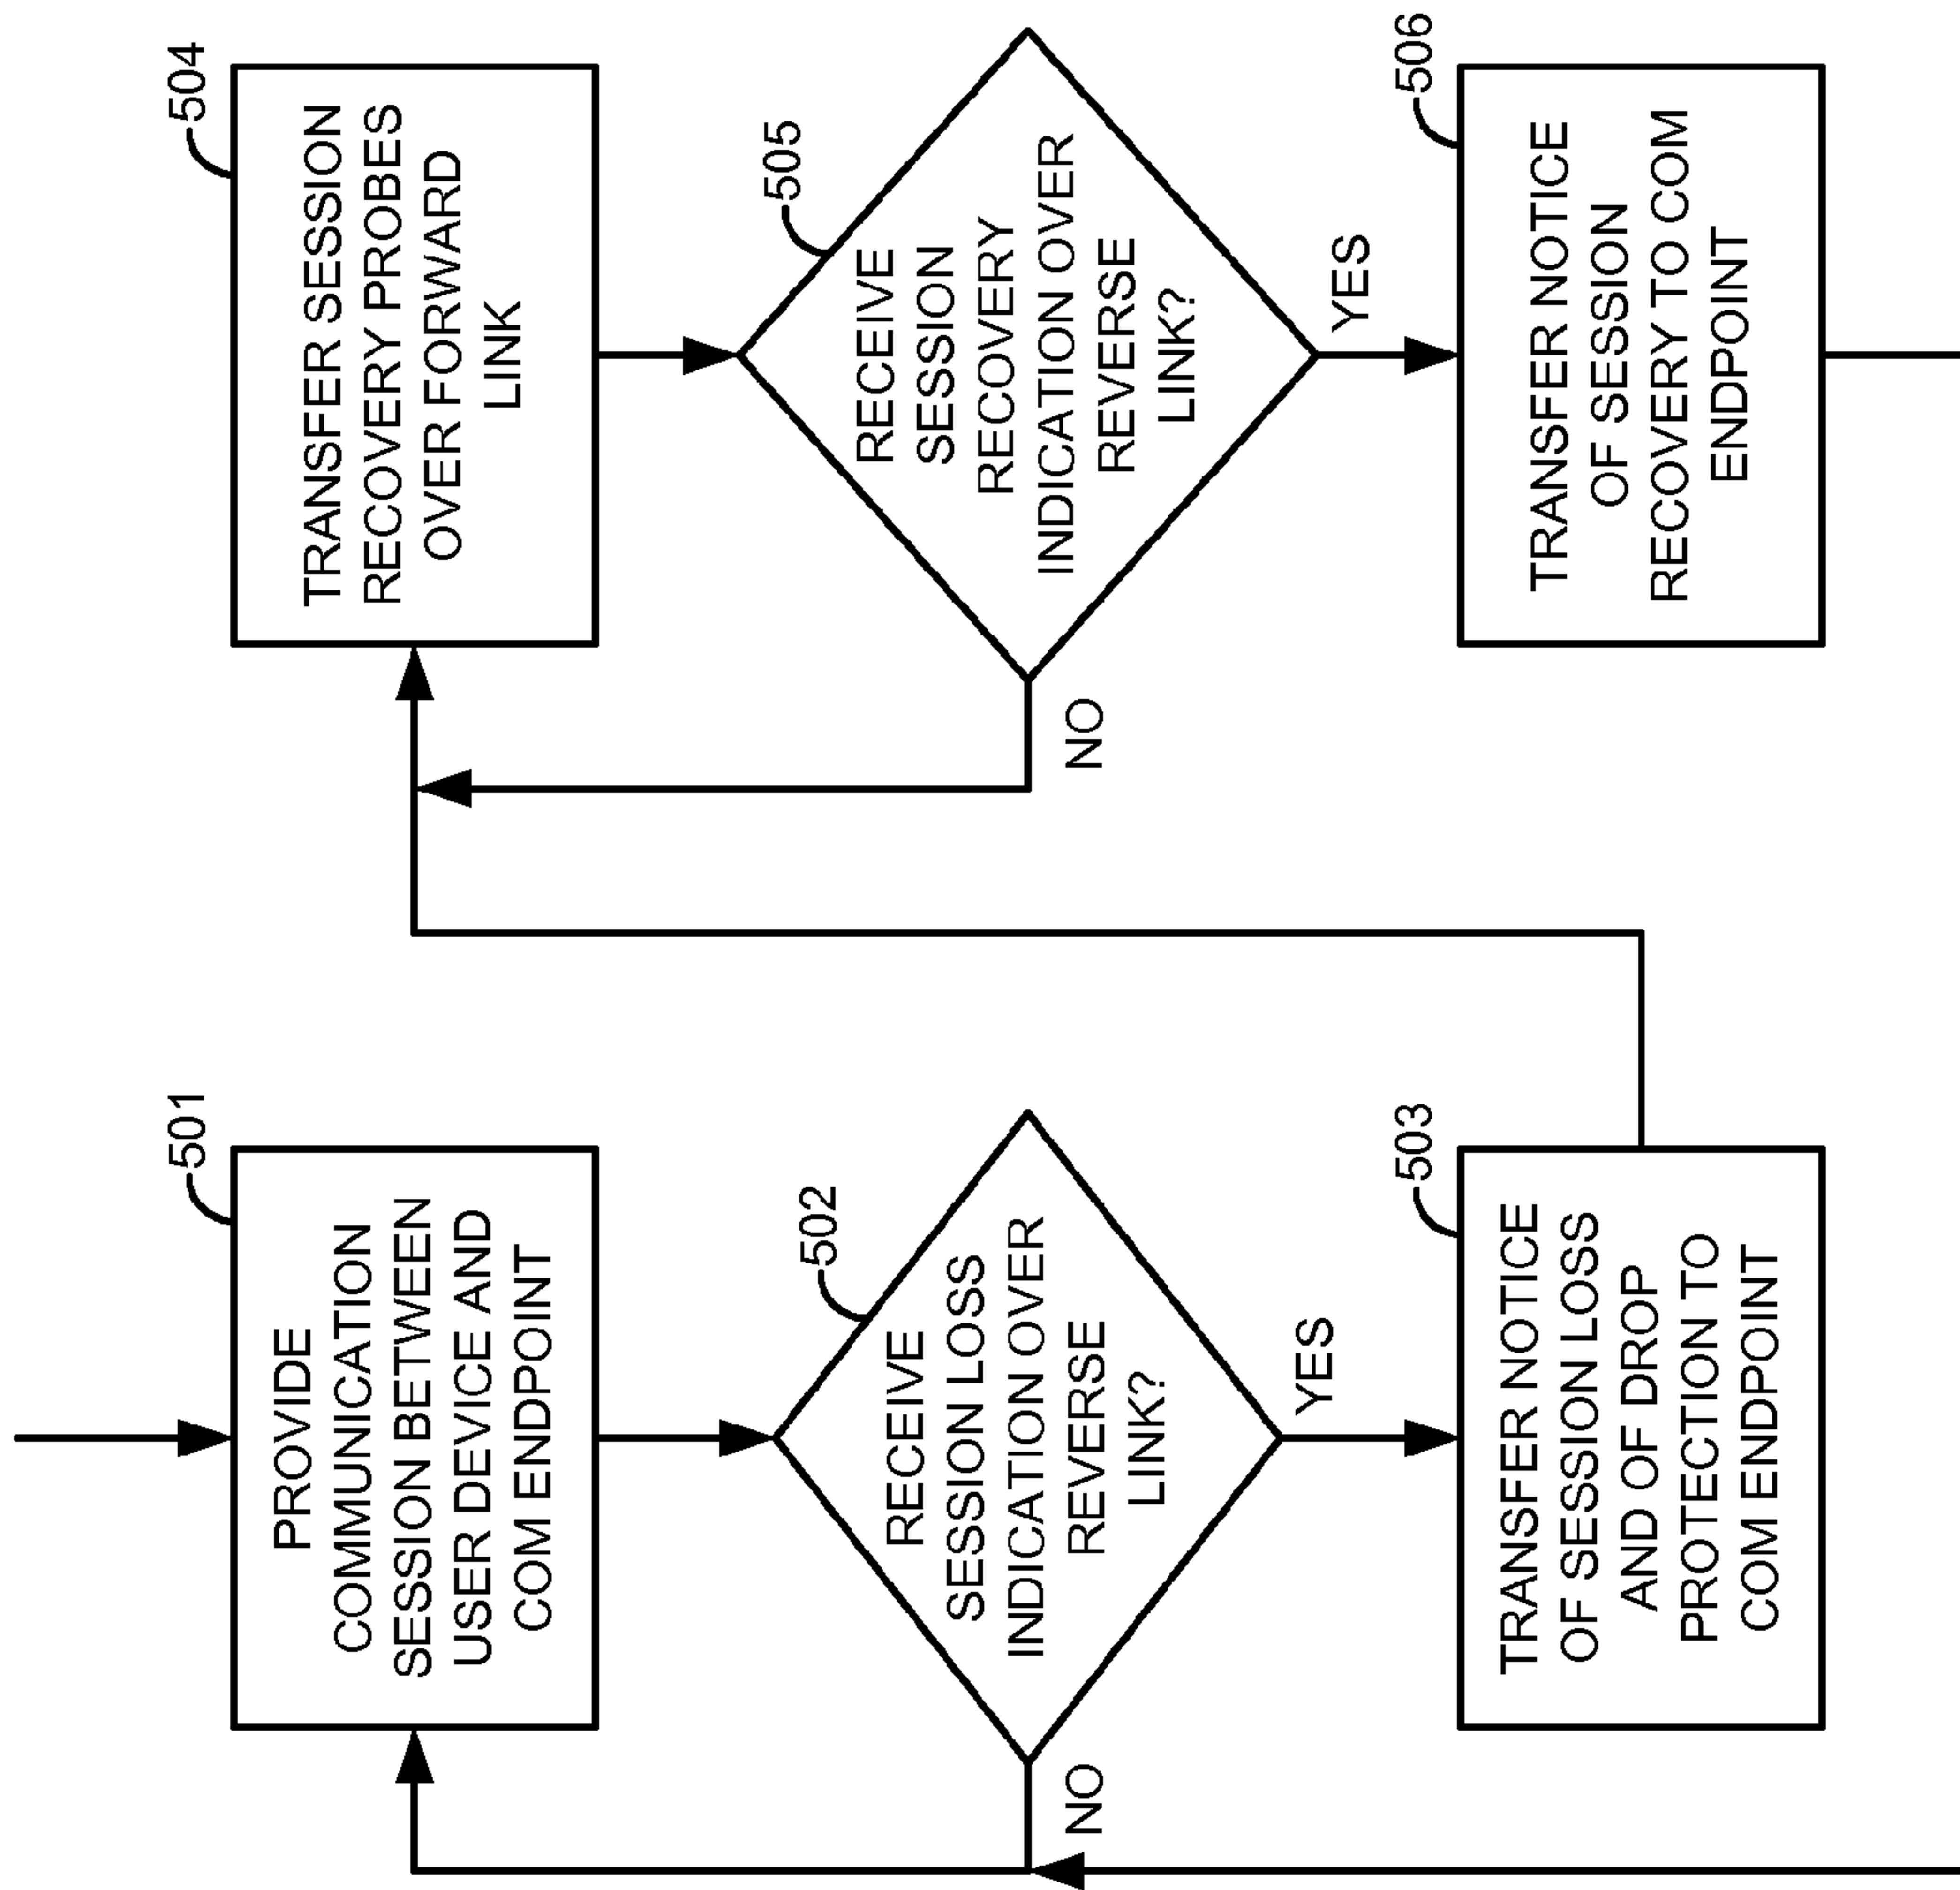 501
PROVIDE
COMMUNICATION
SESSION BETWEEN
USER DEVICE AND
COM ENDPOINT
502
RECEIVE
SESSION LOSS
INDICATION OVER
REVERSE
LINK?
NO
YES
503
TRANSFER NOTICE
OF SESSION LOSS
AND OF DROP
PROTECTION TO
COM ENDPOINT
504
TRANSFER SESSION
RECOVERY PROBES
OVER FORWARD
LINK
505
RECEIVE
SESSION
RECOVERY
INDICATION OVER
REVERSE
LINK?
NO
YES
506
TRANSFER NOTICE
OF SESSION
RECOVERY TO COM
ENDPOINT